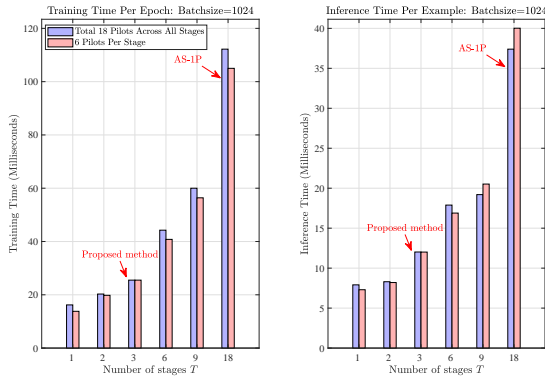 Training Time Per Epoch: Batchsize=1024
Total 18 Pilots Across All Stages
6 Pilots Per Stage
AS-1P
Proposed method
120
100
80
60
40
20
0
1 2 3 6 9 18
Number of stages T
Training Time (Milliseconds)
Inference Time Per Example: Batchsize=1024
AS-1P
Proposed method
40
35
30
25
20
15
10
5
0
1 2 3 6 9 18
Number of stages T
Inference Time (Milliseconds)